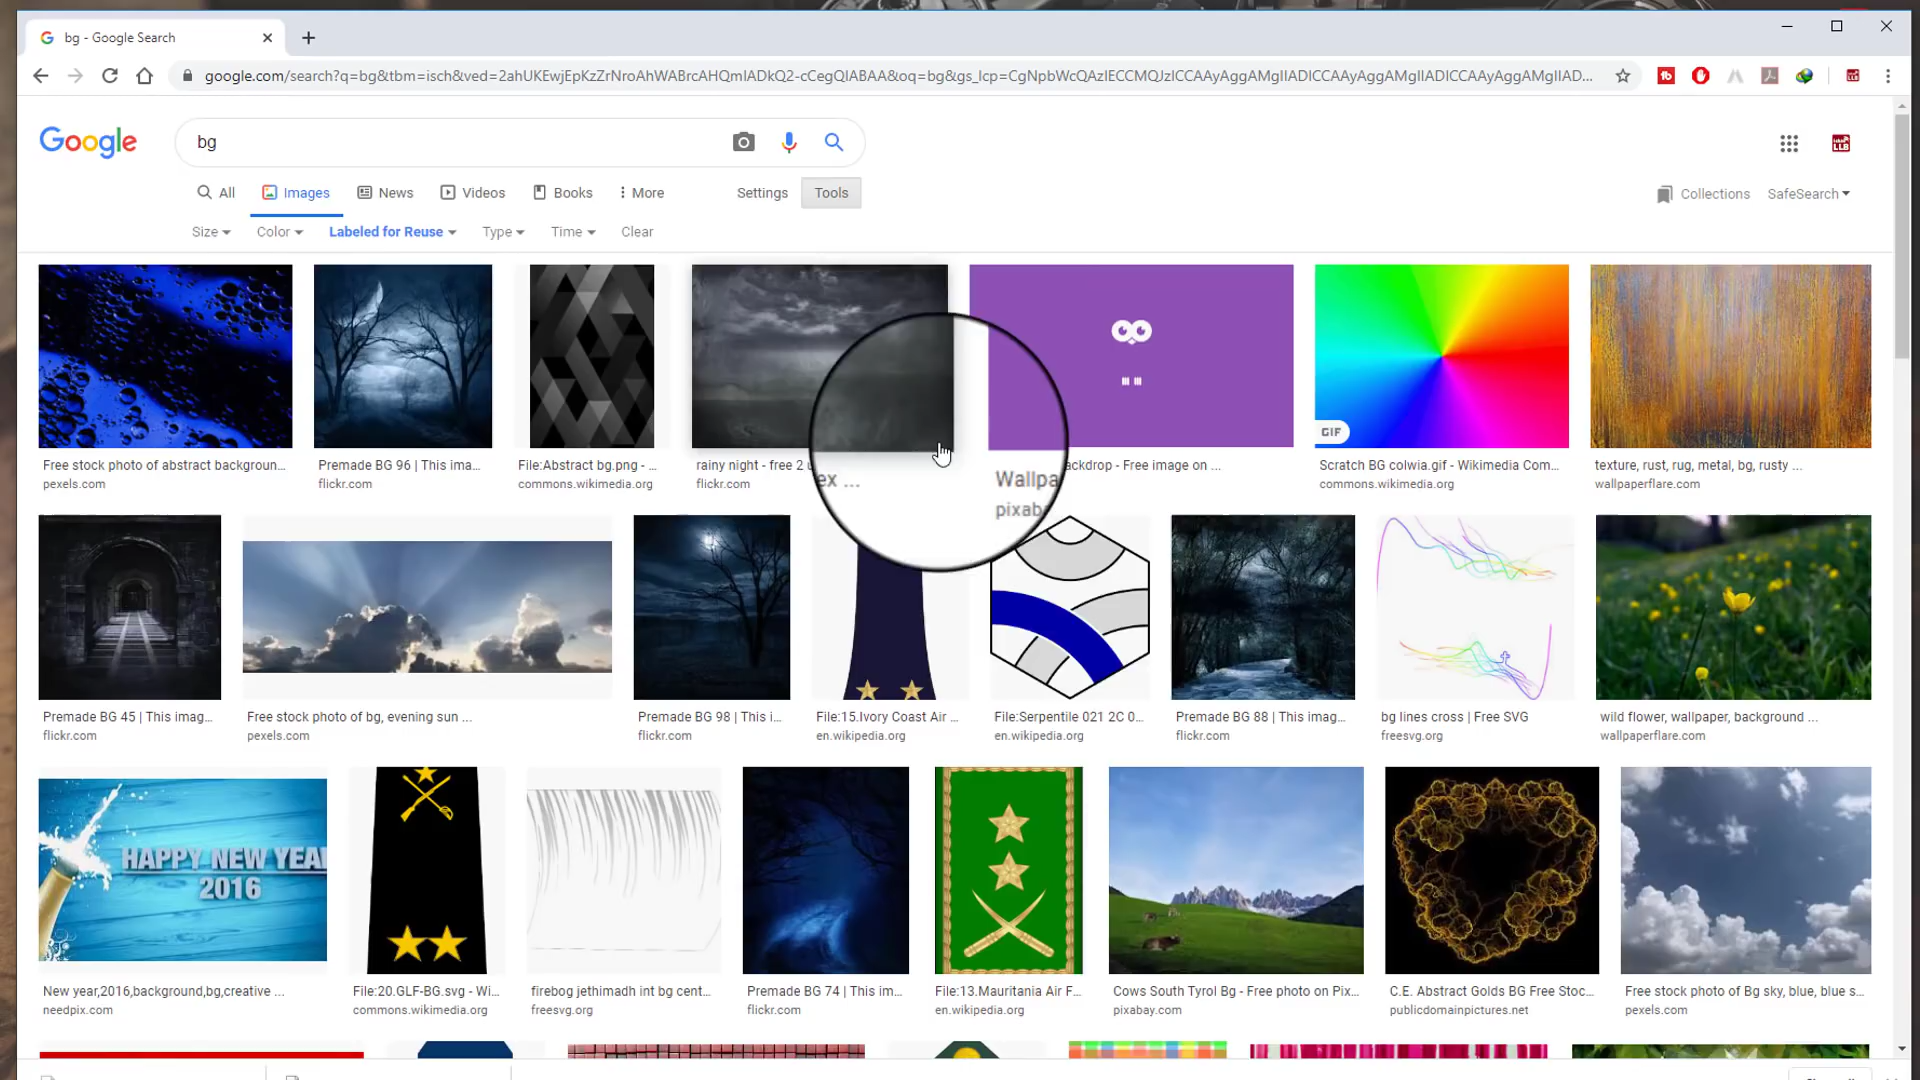 bg - Google Search
google.com/search?q=bg&tbm=isch&ved=2ahUKEwjEpKzZrNroAhWABrcAHQmIADkQ2-cCegQIABAA&oq=bg&gs_lcp=CgNpbWcQAzIECCMQJzICCAAyAggAMgIIADICCAAyAggAMgIIADICCAAyAggAMgIIAD...
Google
bg
All
Images
News
Videos
Books
More
Settings
Tools
Collections
SafeSearch
Size
Color
Labeled for Reuse
Type
Time
Clear
GIF
Free stock photo of abstract backgroun...
pexels.com
Premade BG 96 | This ima...
flickr.com
File:Abstract bg.png - ...
commons.wikimedia.org
rainy night - free 2 u
flickr.com
ex ...
Wallpa
pixab
ackdrop - Free image on ...
Scratch BG colwia.gif - Wikimedia Com...
commons.wikimedia.org
texture, rust, rug, metal, bg, rusty ...
wallpaperflare.com
Premade BG 45 | This imag...
flickr.com
Free stock photo of bg, evening sun ...
pexels.com
Premade BG 98 | This i...
flickr.com
File:15.Ivory Coast Air ...
en.wikipedia.org
File:Serpentile 021 2C 0...
en.wikipedia.org
Premade BG 88 | This imag...
flickr.com
bg lines cross | Free SVG
freesvg.org
wild flower, wallpaper, background ...
wallpaperflare.com
HAPPY NEW YEAR
2016
New year,2016,background,bg,creative ...
needpix.com
File:20.GLF-BG.svg - Wi...
commons.wikimedia.org
firebog jethimadh int bg cent...
freesvg.org
Premade BG 74 | This im...
flickr.com
File:13.Mauritania Air F...
en.wikipedia.org
Cows South Tyrol Bg - Free photo on Pix...
pixabay.com
C.E. Abstract Golds BG Free Stoc...
publicdomainpictures.net
Free stock photo of Bg sky, blue, blue s...
pexels.com